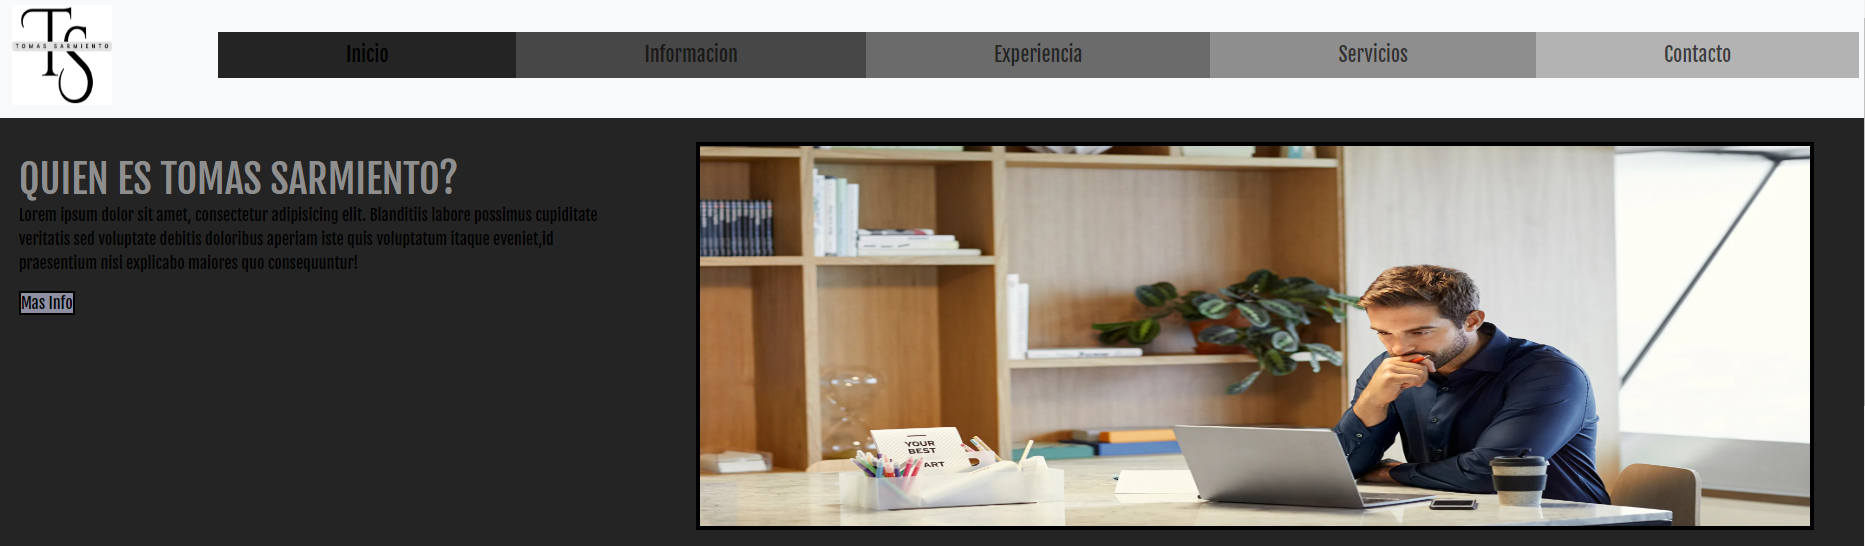 TS
TOMAS SARMIENTO
Inicio
Informacion
Experiencia
Servicios
Contacto
QUIEN ES TOMAS SARMIENTO?
Lorem ipsum dolor sit amet, consectetur adipisicing elit. Blanditiis labore possimus cupiditate
veritatis sed voluptate debitis doloribus aperiam iste quis voluptatum itaque eveniet,id
praesentium nisi explicabo maiores quo consequuntur!
Mas Info
YOUR
BEST
ART